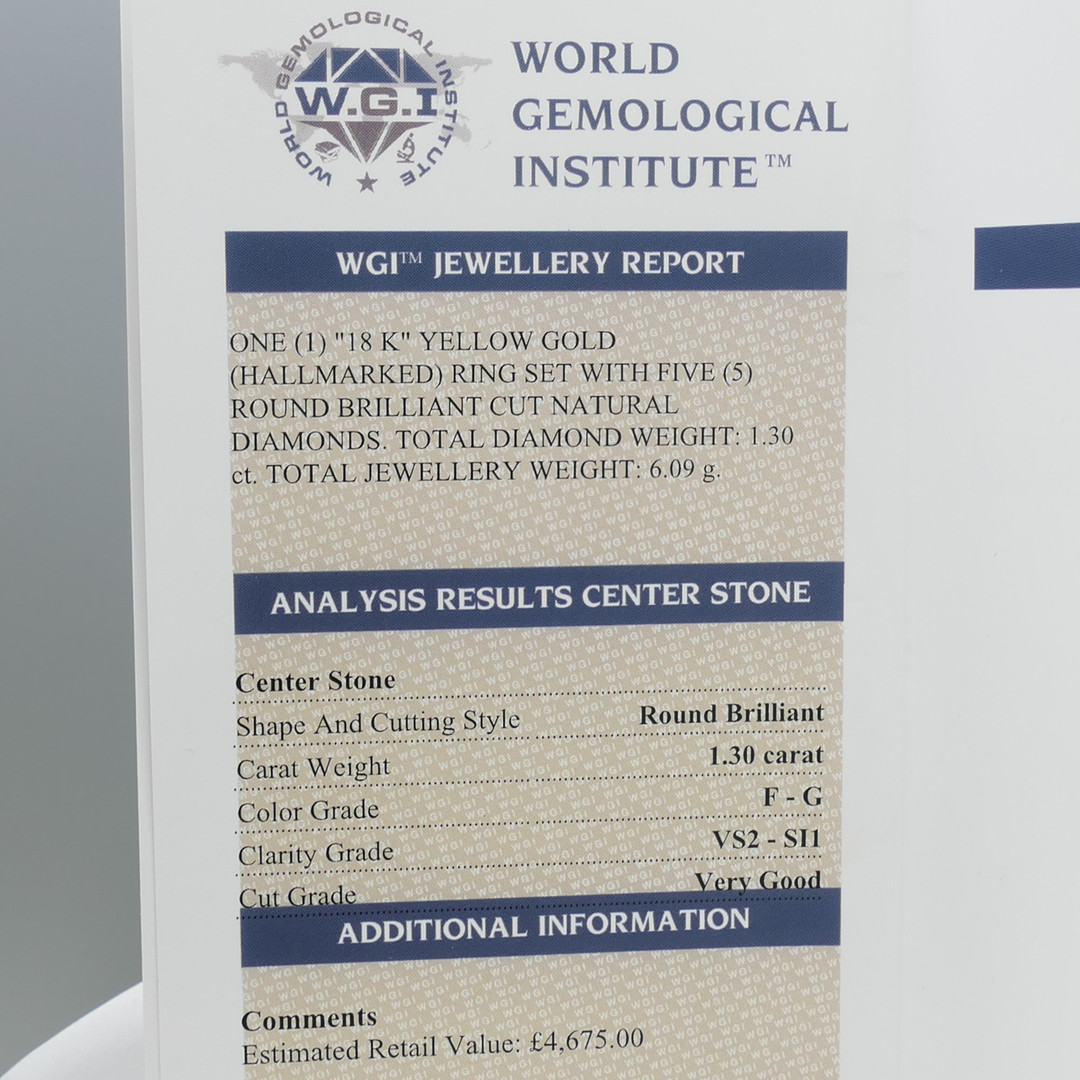 WORLD GEMOLOGICAL INSTITUTE
W.G.I
WORLD
GEMOLOGICAL
INSTITUTE™
WGI™ JEWELLERY REPORT
ONE (1) "18 K" YELLOW GOLD
(HALLMARKED) RING SET WITH FIVE (5)
ROUND BRILLIANT CUT NATURAL
DIAMONDS. TOTAL DIAMOND WEIGHT: 1.30
ct. TOTAL JEWELLERY WEIGHT: 6.09 g.
ANALYSIS RESULTS CENTER STONE
Center Stone
Shape And Cutting Style Round Brilliant
Carat Weight 1.30 carat
Color Grade F - G
Clarity Grade VS2 - SI1
Cut Grade Very Good
ADDITIONAL INFORMATION
Comments
Estimated Retail Value: £4,675.00